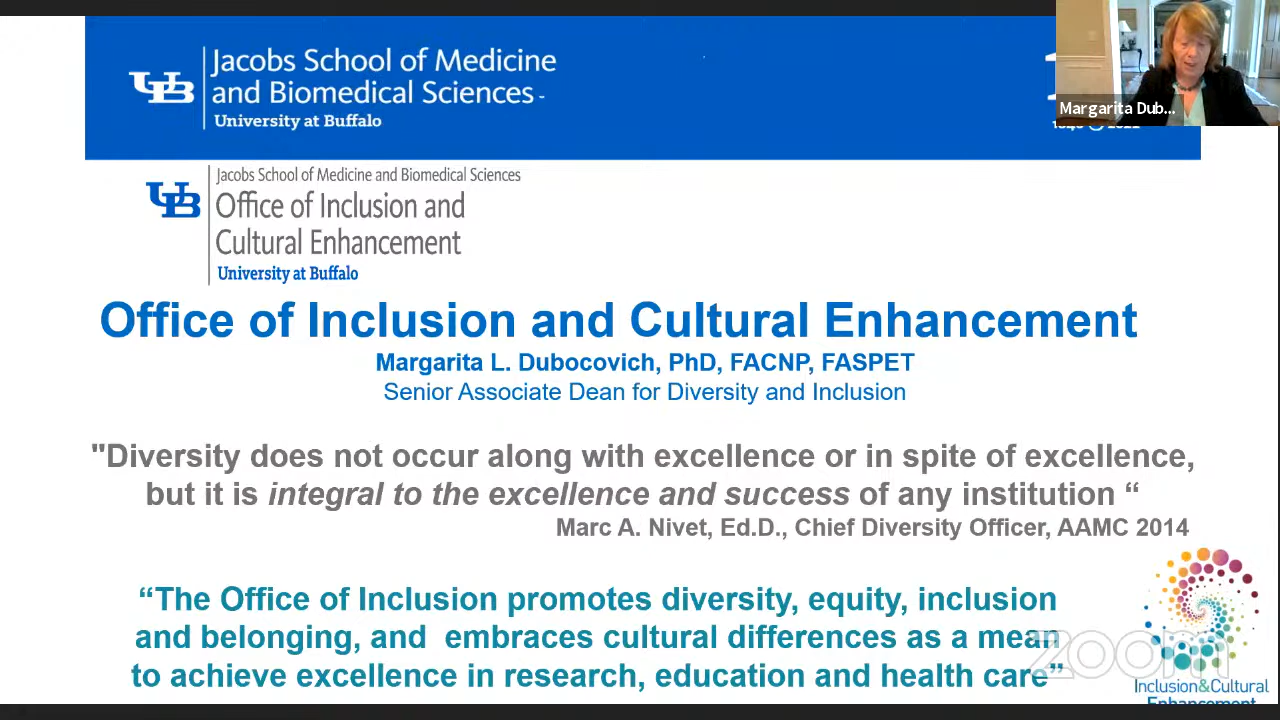 UB
Jacobs School of Medicine
and Biomedical Sciences -
University at Buffalo
Margarita Dub...
UB
Jacobs School of Medicine and Biomedical Sciences
Office of Inclusion and
Cultural Enhancement
University at Buffalo
Office of Inclusion and Cultural Enhancement
Margarita L. Dubocovich, PhD, FACNP, FASPET
Senior Associate Dean for Diversity and Inclusion
"Diversity does not occur along with excellence or in spite of excellence,
but it is integral to the excellence and success of any institution “
Marc A. Nivet, Ed.D., Chief Diversity Officer, AAMC 2014
“The Office of Inclusion promotes diversity, equity, inclusion
and belonging, and embraces cultural differences as a mean
to achieve excellence in research, education and health care”
zoom
Inclusion&Cultural
Enhancement